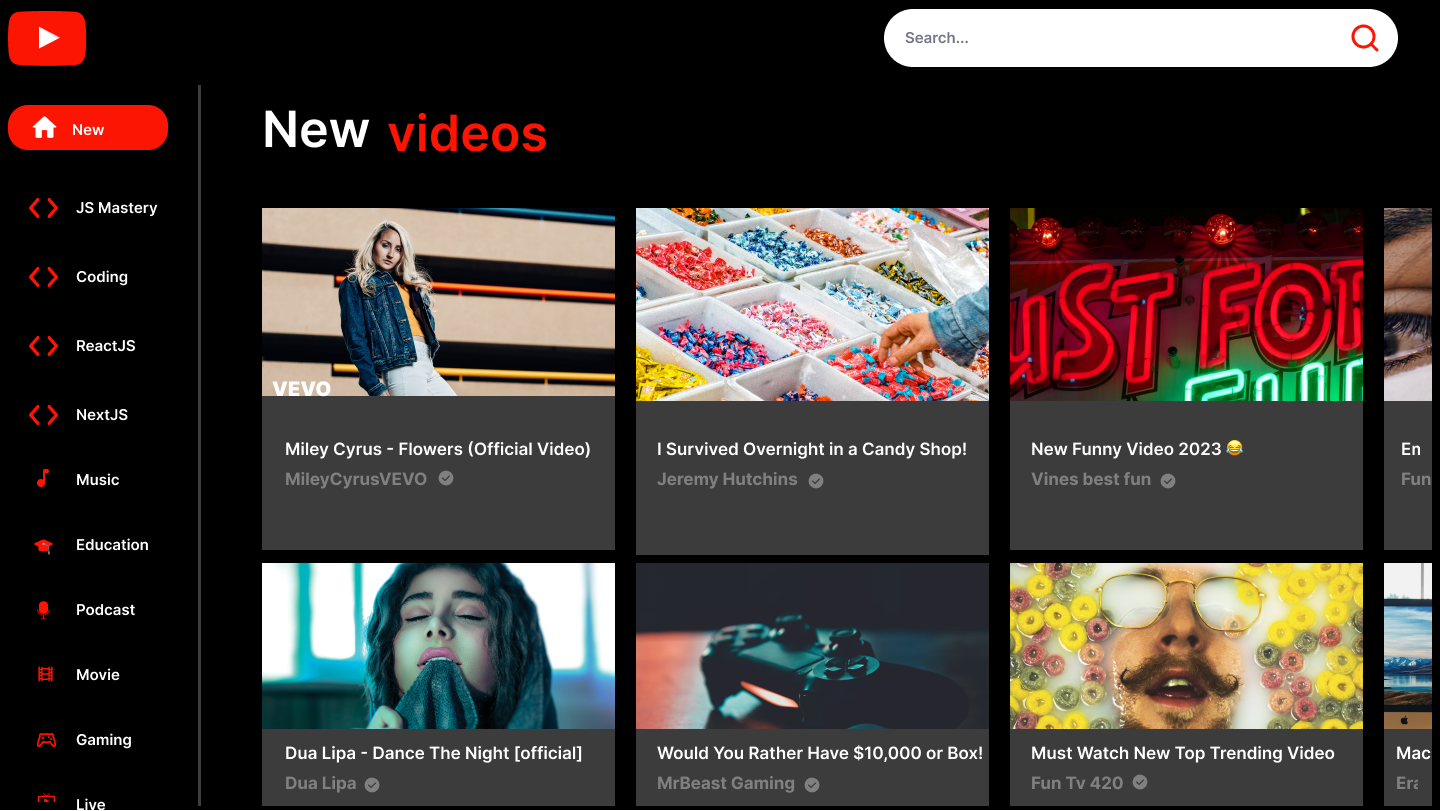 Search...
New
New videos
JS Mastery
Coding
ReactJS
NextJS
Music
Education
Podcast
Movie
Gaming
Live
VEVO
Miley Cyrus - Flowers (Official Video)
MileyCyrusVEVO
I Survived Overnight in a Candy Shop!
Jeremy Hutchins
UST FOR
FUN
New Funny Video 2023 😂
Vines best fun
En
Fun
Dua Lipa - Dance The Night [official]
Dua Lipa
Would You Rather Have $10,000 or Box!
MrBeast Gaming
Must Watch New Top Trending Video
Fun Tv 420
Mac
Era